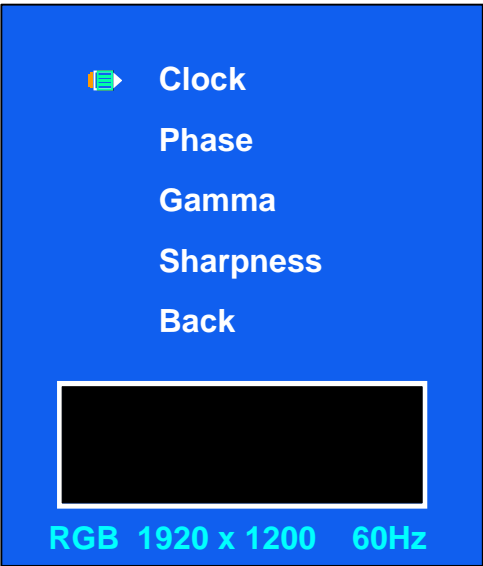 Clock
Phase
Gamma
Sharpness
Back
RGB 1920 x 1200 60Hz